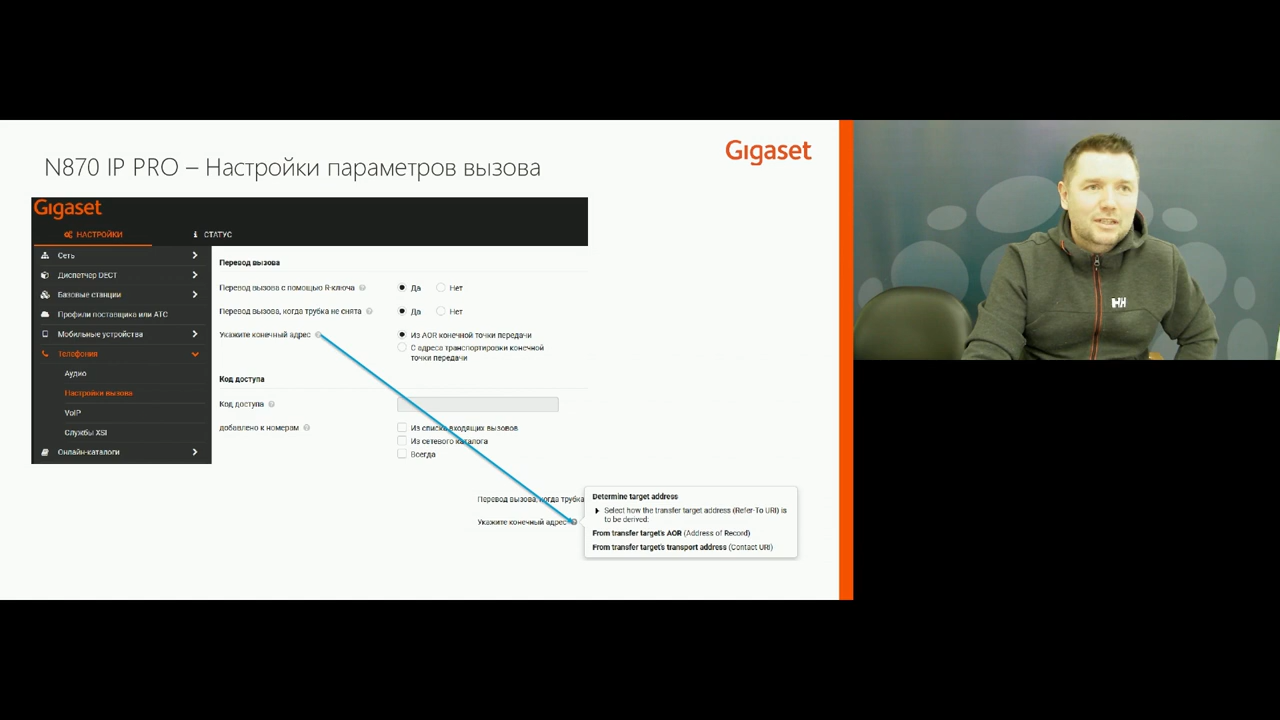 N870 IP PRO – Настройки параметров вызова
Gigaset
Gigaset
НАСТРОЙКИ
СТАТУС
Сеть
Диспетчер DECT
Базовые станции
Профили поставщика или АТС
Мобильные устройства
Телефония
Аудио
Настройки вызова
VoIP
Службы XSI
Онлайн-каталоги
Перевод вызова
Перевод вызова с помощью R-ключа ? Да Нет
Перевод вызова, когда трубка не снята ? Да Нет
Укажите конечный адрес ? Из AOR конечной точки передачи
С адреса транспортировки конечной
точки передачи
Код доступа
Код доступа ?
добавлено к номерам ? Из списка входящих вызовов
Из сетевого каталога
Всегда
Перевод вызова, когда трубка
Укажите конечный адрес ?
Determine target address
Select how the transfer target address (Refer-To URI) is
to be derived:
From transfer target's AOR (Address of Record)
From transfer target's transport address (Contact URI)
HH